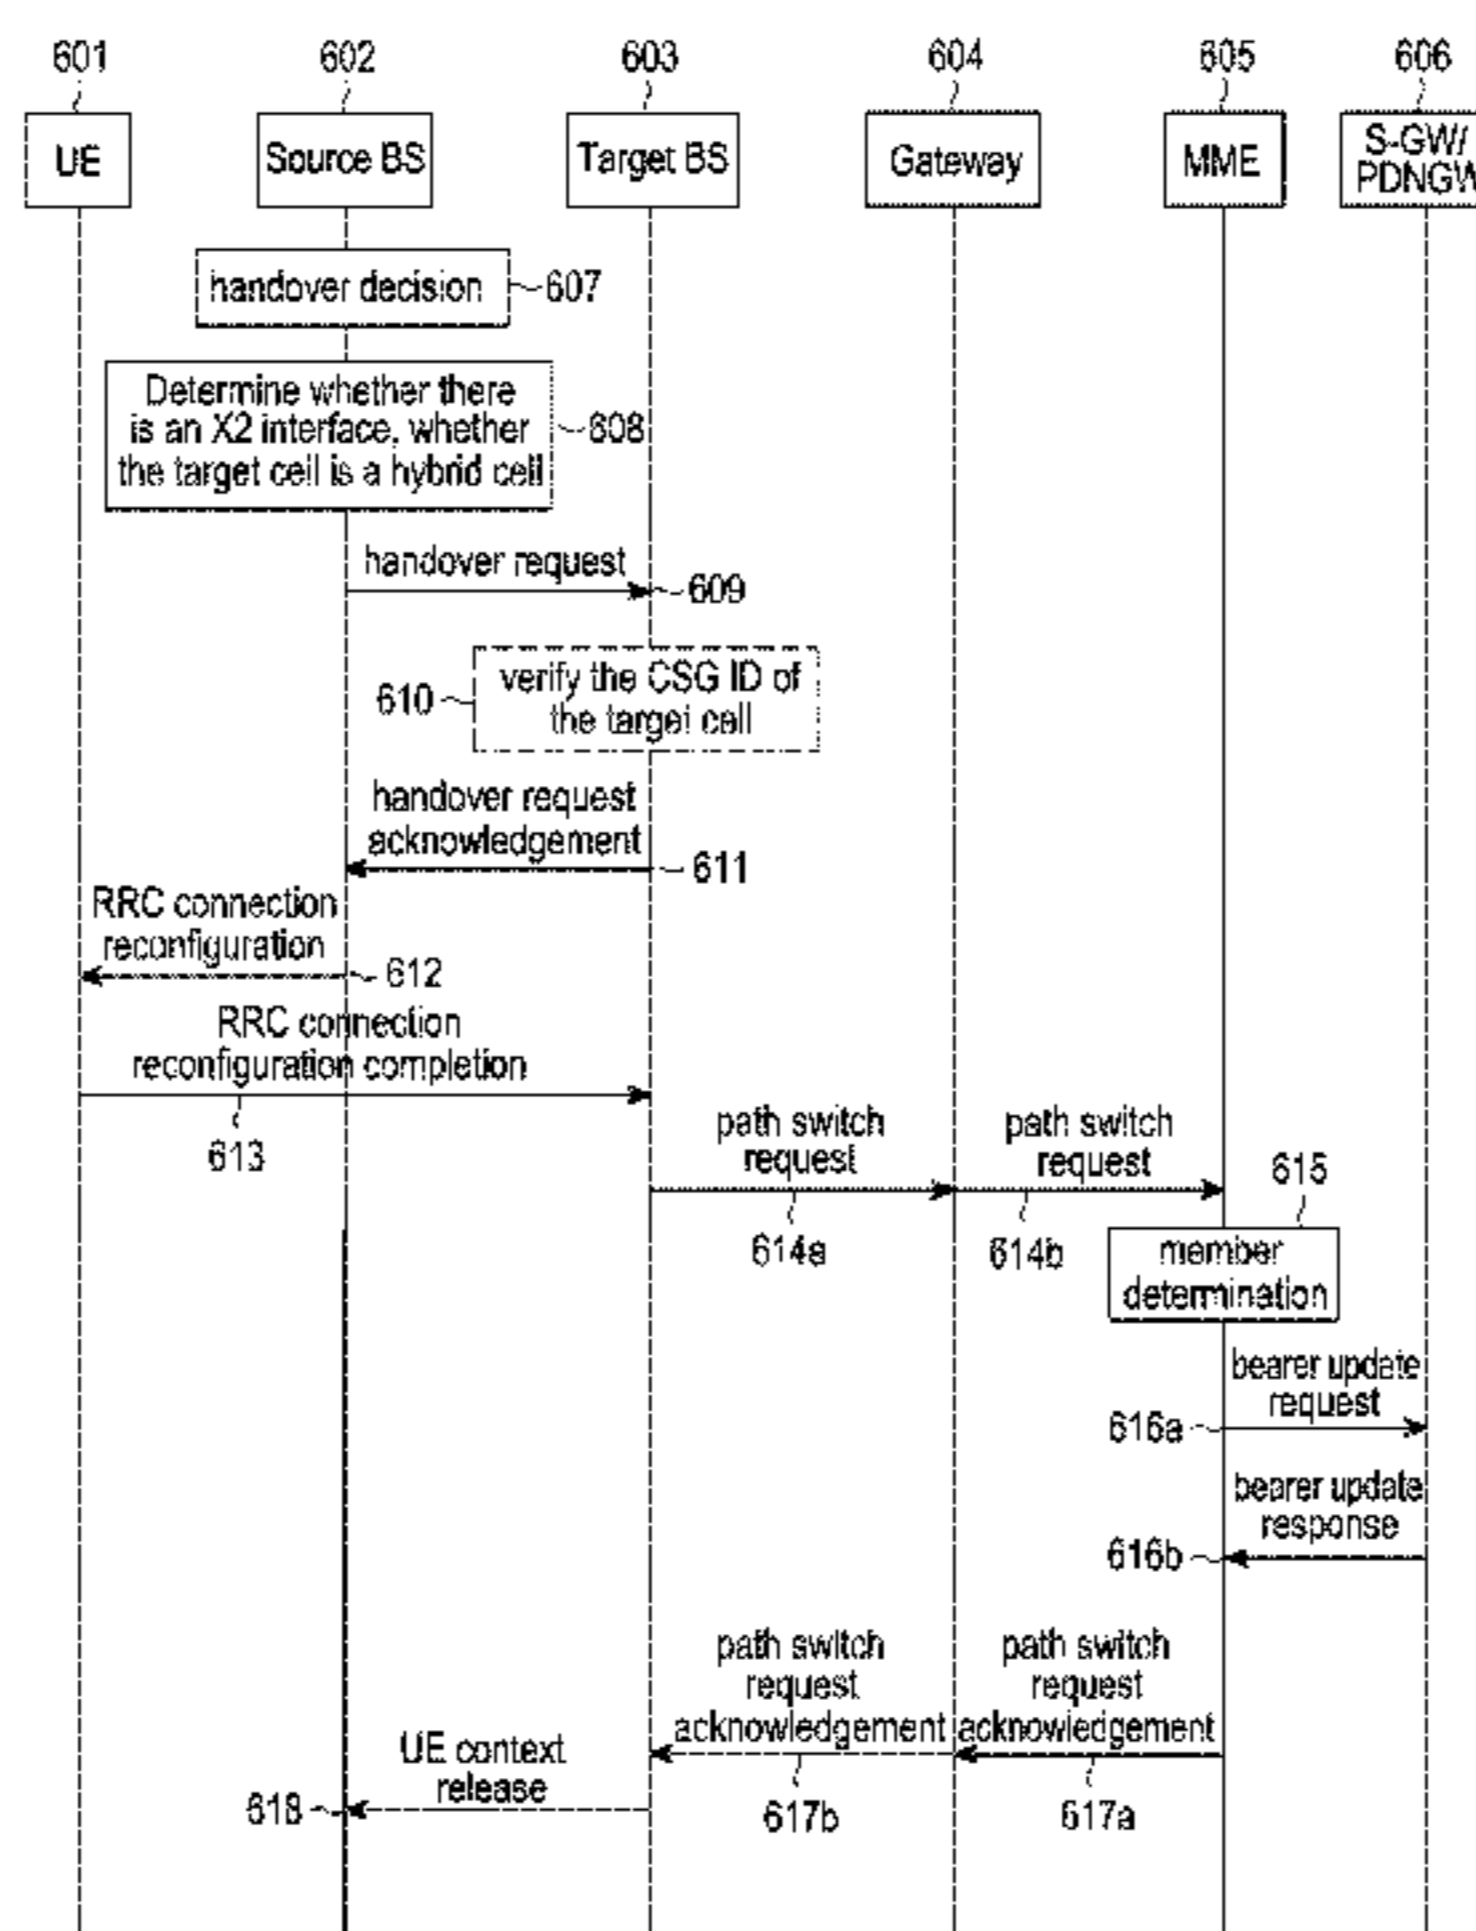 601
602
603
604
605
606
UE
Source BS
Target BS
Gateway
MME
S-GW/
PDNGW
handover decision
607
Determine whether there
is an X2 interface, whether
the target cell is a hybrid cell
608
handover request
609
610
verify the CSG ID of
the target cell
handover request
acknowledgement
611
RRC connection
reconfiguration
612
RRC connection
reconfiguration completion
613
path switch
request
614a
path switch
request
614b
615
member
determination
bearer update
request
616a
bearer update
response
616b
path switch
request
acknowledgement
617b
path switch
request
acknowledgement
617a
UE context
release
618